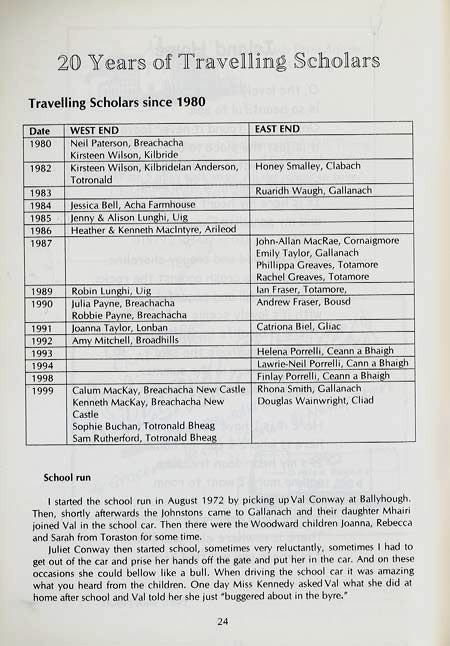 20 Years of Travelling Scholars
Travelling Scholars since 1980
Date WEST END EAST END
1980 Neil Paterson, Breachacha
Kirsteen Wilson, Kilbride
1982 Kirsteen Wilson, Kilbridelan Anderson, Honey Smalley, Clabach
Totronald
1983 Ruaridh Waugh, Gallanach
1984 Jessica Bell, Acha Farmhouse
1985 Jenny & Alison Lunghi, Uig
1986 Heather & Kenneth MacIntyre, Arileod
1987 John-Allan MacRae, Cornaigmore
Emily Taylor, Gallanach
Phillippa Greaves, Totamore
Rachel Greaves, Totamore
1989 Robin Lunghi, Uig Ian Fraser, Totamore,
1990 Julia Payne, Breachacha Andrew Fraser, Bousd
Robbie Payne, Breachacha
1991 Joanna Taylor, Lonban Catriona Biel, Gliac
1992 Amy Mitchell, Broadhills
1993 Helena Porrelli, Ceann a Bhaigh
1994 Lawrie-Neil Porrelli, Cann a Bhaigh
1998 Finlay Porrelli, Ceann a Bhaigh
1999 Calum MacKay, Breachacha New Castle Rhona Smith, Gallanach
Kenneth MacKay, Breachacha New Douglas Wainwright, Cliad
Castle
Sophie Buchan, Totronald Bheag
Sam Rutherford, Totronald Bheag
School run
I started the school run in August 1972 by picking up Val Conway at Ballyhough.
Then, shortly afterwards the Johnstons came to Gallanach and their daughter Mhairi
joined Val in the school car. Then there were the Woodward children Joanna, Rebecca
and Sarah from Toraston for some time.
Juliet Conway then started school, sometimes very reluctantly, sometimes I had to
get out of the car and prise her hands off the gate and put her in the car. And on these
occasions she could bellow like a bull. When driving the school car it was amazing
what you heard from the children. One day Miss Kennedy asked Val what she did at
home after school and Val told her she just "buggered about in the byre."
24